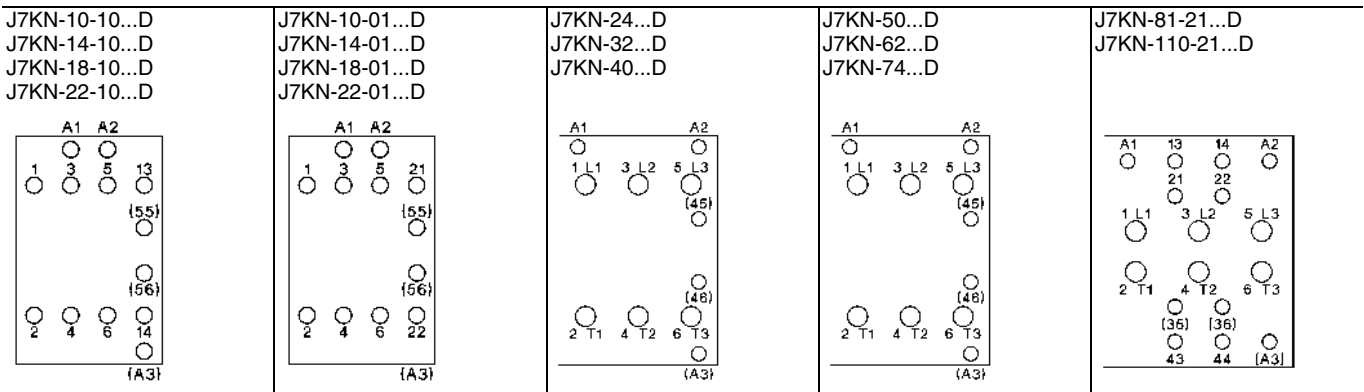 J7KN-10-10...D
J7KN-14-10...D
J7KN-18-10...D
J7KN-22-10...D
A1 A2
1 3 5 13
(55)
(56)
2 4 6 14
(A3)
J7KN-10-01...D
J7KN-14-01...D
J7KN-18-01...D
J7KN-22-01...D
A1 A2
1 3 5 21
(55)
(56)
2 4 6 22
(A3)
J7KN-24...D
J7KN-32...D
J7KN-40...D
A1 A2
1 L1 3 L2 5 L3
(45)
(46)
2 T1 4 T2 6 T3
(A3)
J7KN-50...D
J7KN-62...D
J7KN-74...D
A1 A2
1 L1 3 L2 5 L3
(45)
(46)
2 T1 4 T2 6 T3
(A3)
J7KN-81-21...D
J7KN-110-21...D
A1 13 14 A2
21 22
1 L1 3 L2 5 L3
2 T1 4 T2 6 T3
(35) (36)
43 44 (A3)